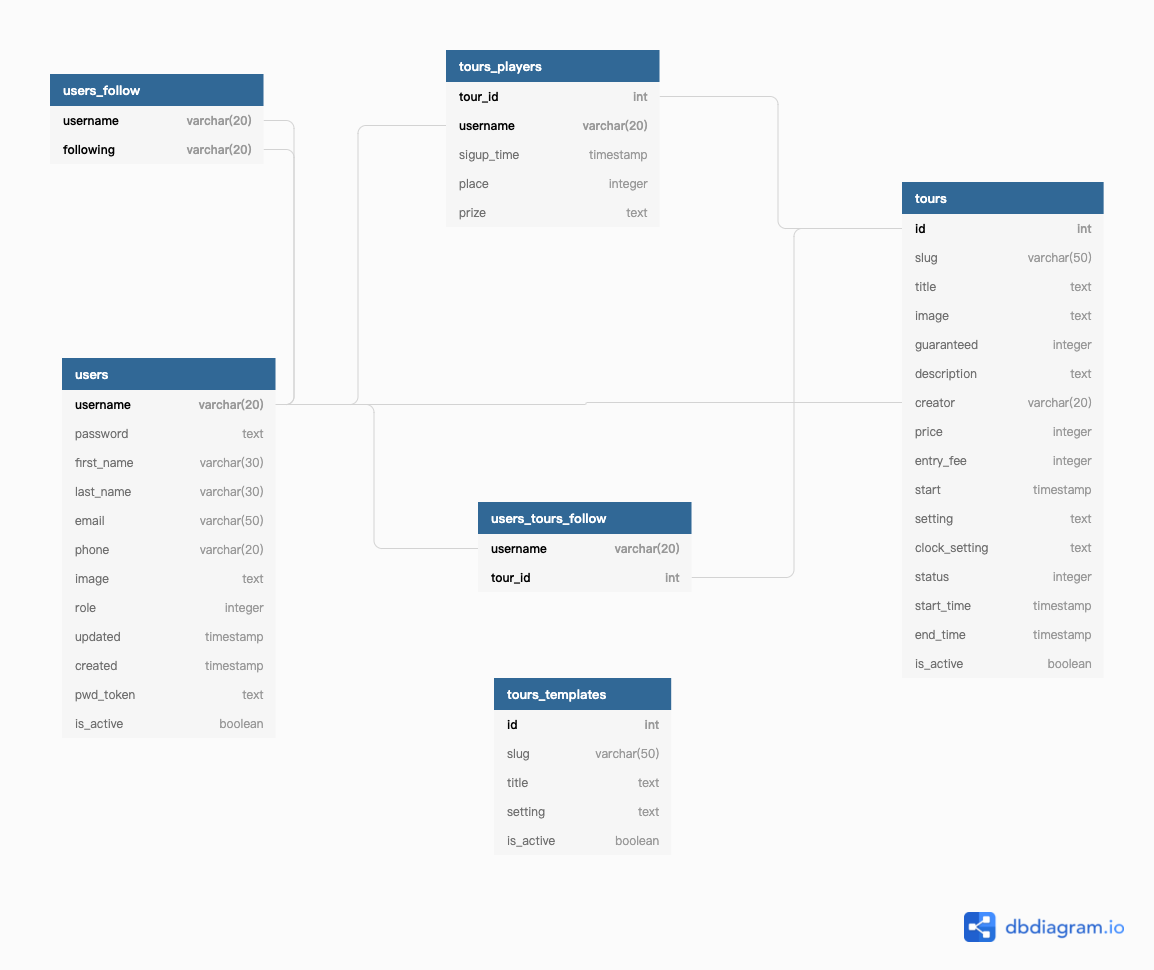 users_follow
username varchar(20)
following varchar(20)
tours_players
tour_id int
username varchar(20)
sigup_time timestamp
place integer
prize text
tours
id int
slug varchar(50)
title text
image text
guaranteed integer
description text
creator varchar(20)
price integer
entry_fee integer
start timestamp
setting text
clock_setting text
status integer
start_time timestamp
end_time timestamp
is_active boolean
users
username varchar(20)
password text
first_name varchar(30)
last_name varchar(30)
email varchar(50)
phone varchar(20)
image text
role integer
updated timestamp
created timestamp
pwd_token text
is_active boolean
users_tours_follow
username varchar(20)
tour_id int
tours_templates
id int
slug varchar(50)
title text
setting text
is_active boolean
dbdiagram.io